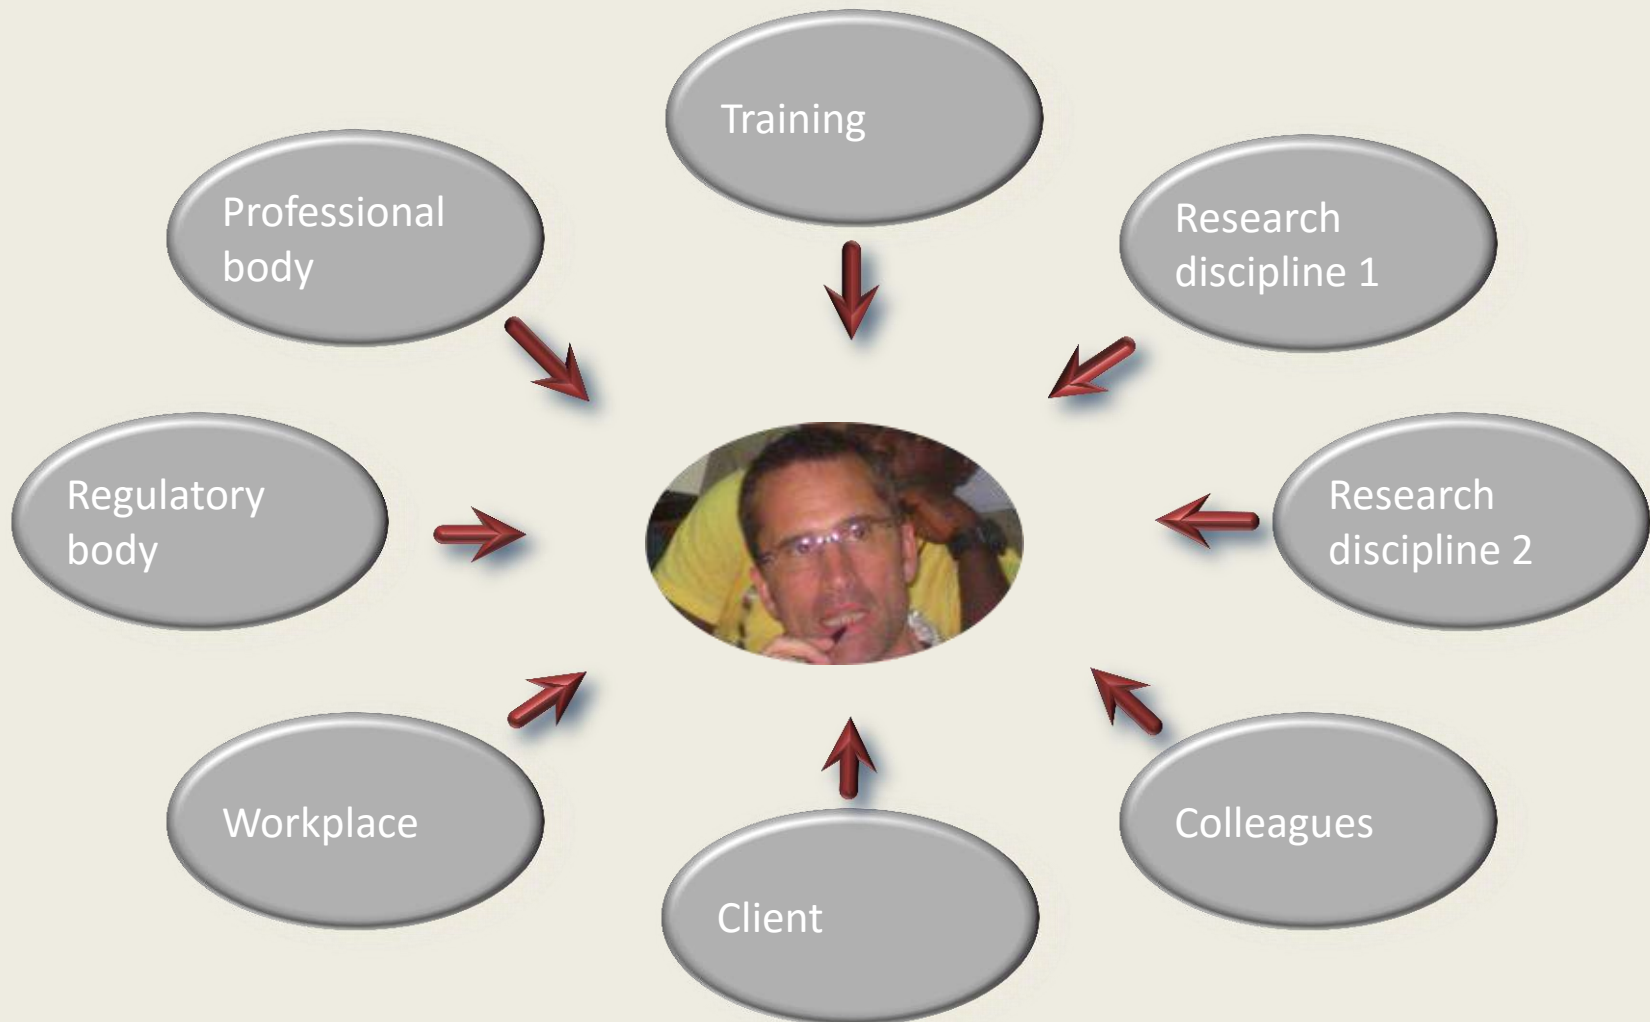 Training
Professional
body
Research
discipline 1
Regulatory
body
Research
discipline 2
Workplace
Colleagues
Client